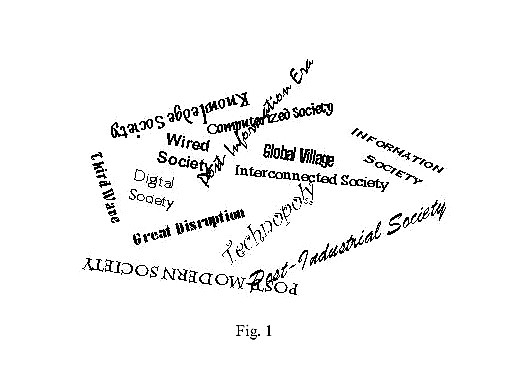 Post-Information Era
Knowledge Society
Computerized Society
Wired
Society
Global Village
INFORMATION
SOCIETY
Third Wave
Digital
Society
Interconnected Society
Great Disruption
Technopoly
Post-Industrial Society
POST-MODERN SOCIETY
Fig. 1